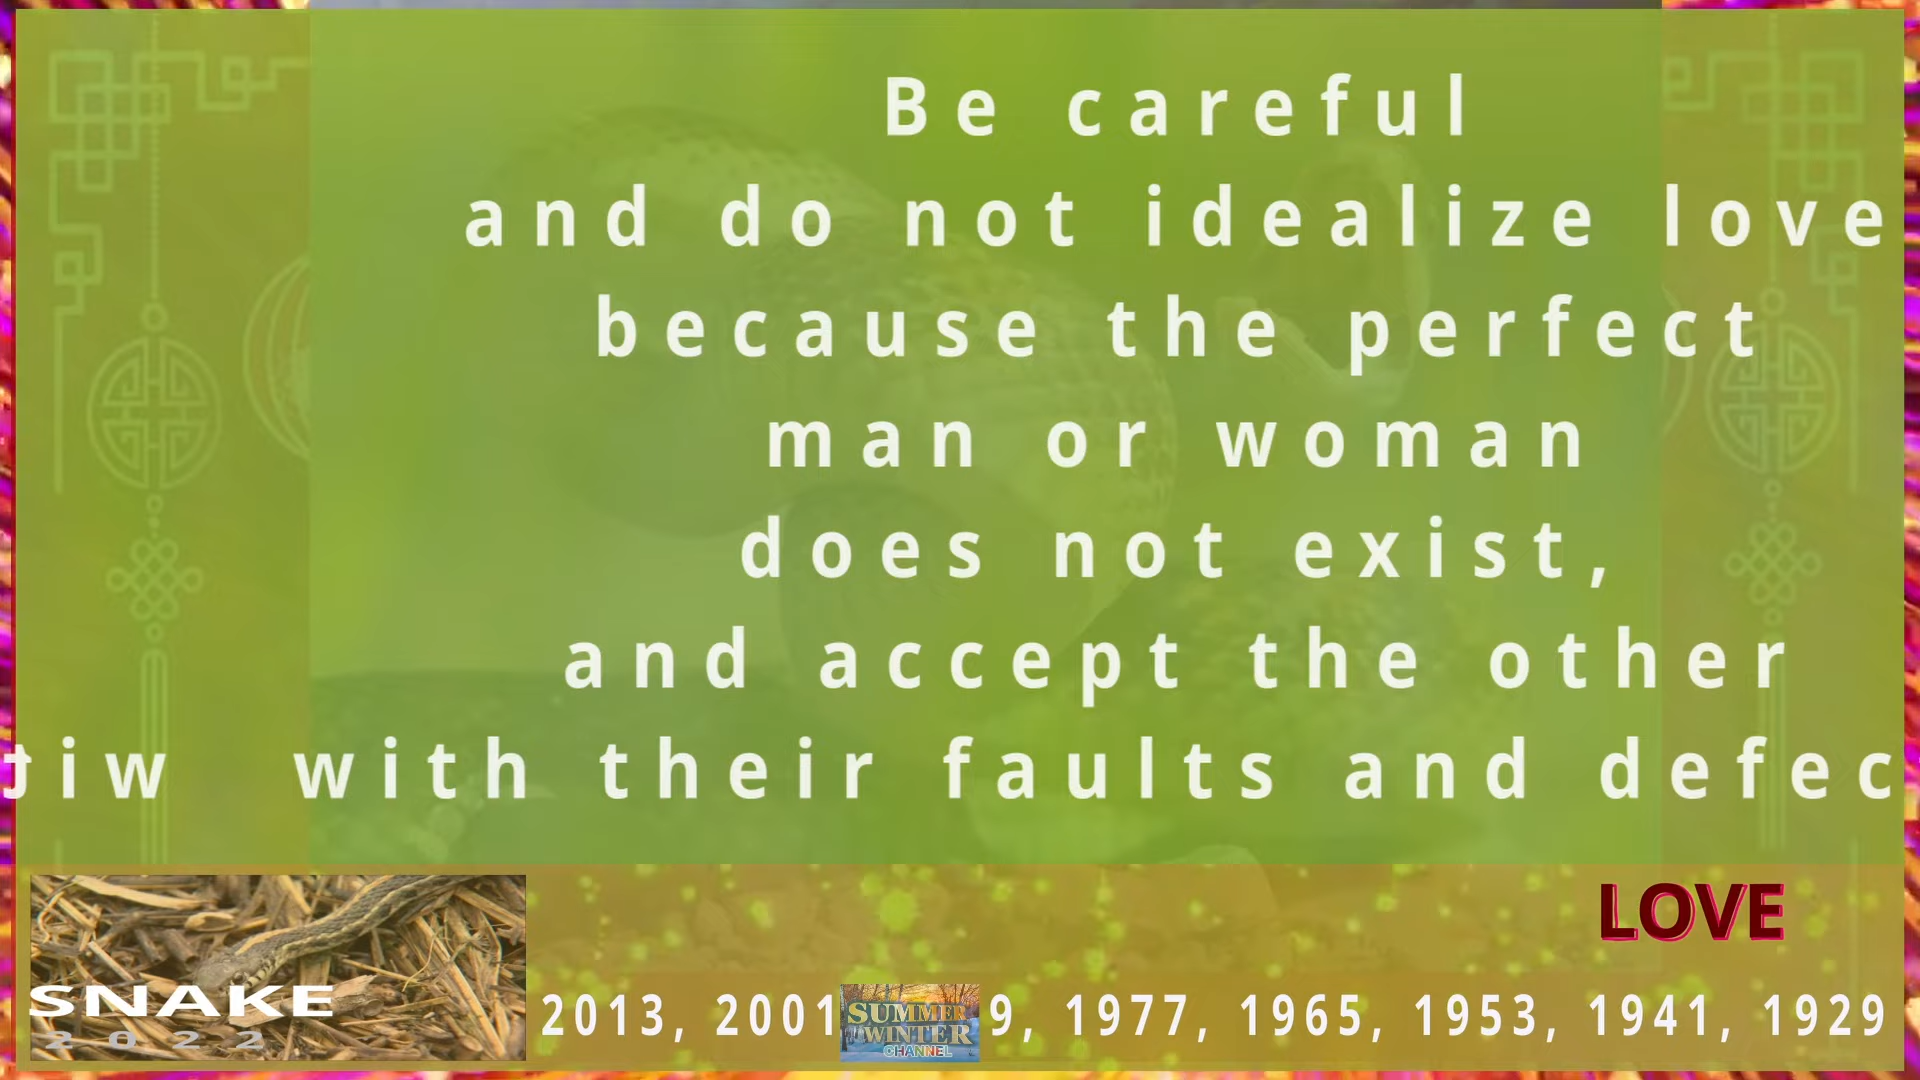 Be careful
and do not idealize love
because the perfect
man or woman
does not exist,
and accept the other
with their faults and defec
LOVE
SNAKE
2022
2013, 2001 9, 1977, 1965, 1953, 1941, 1929
SUMMER
WINTER
CHANNEL